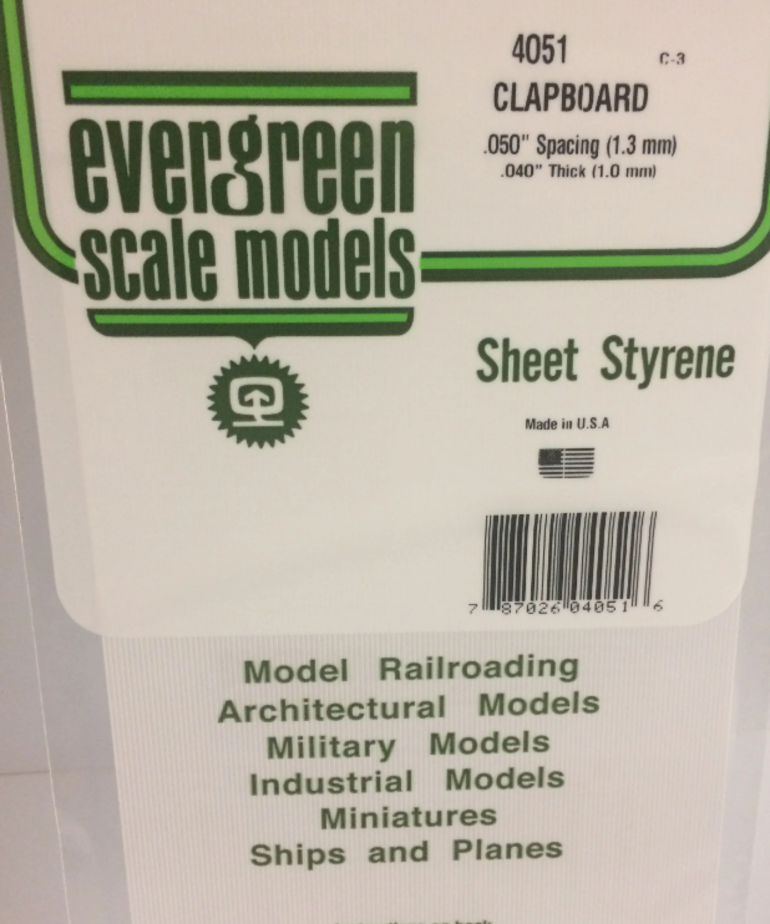 4051 C-3
CLAPBOARD
.050" Spacing (1.3 mm)
.040" Thick (1.0 mm)
evergreen
scale models
Sheet Styrene
Made in U.S.A
7 87026 04051 6
Model Railroading
Architectural Models
Military Models
Industrial Models
Miniatures
Ships and Planes